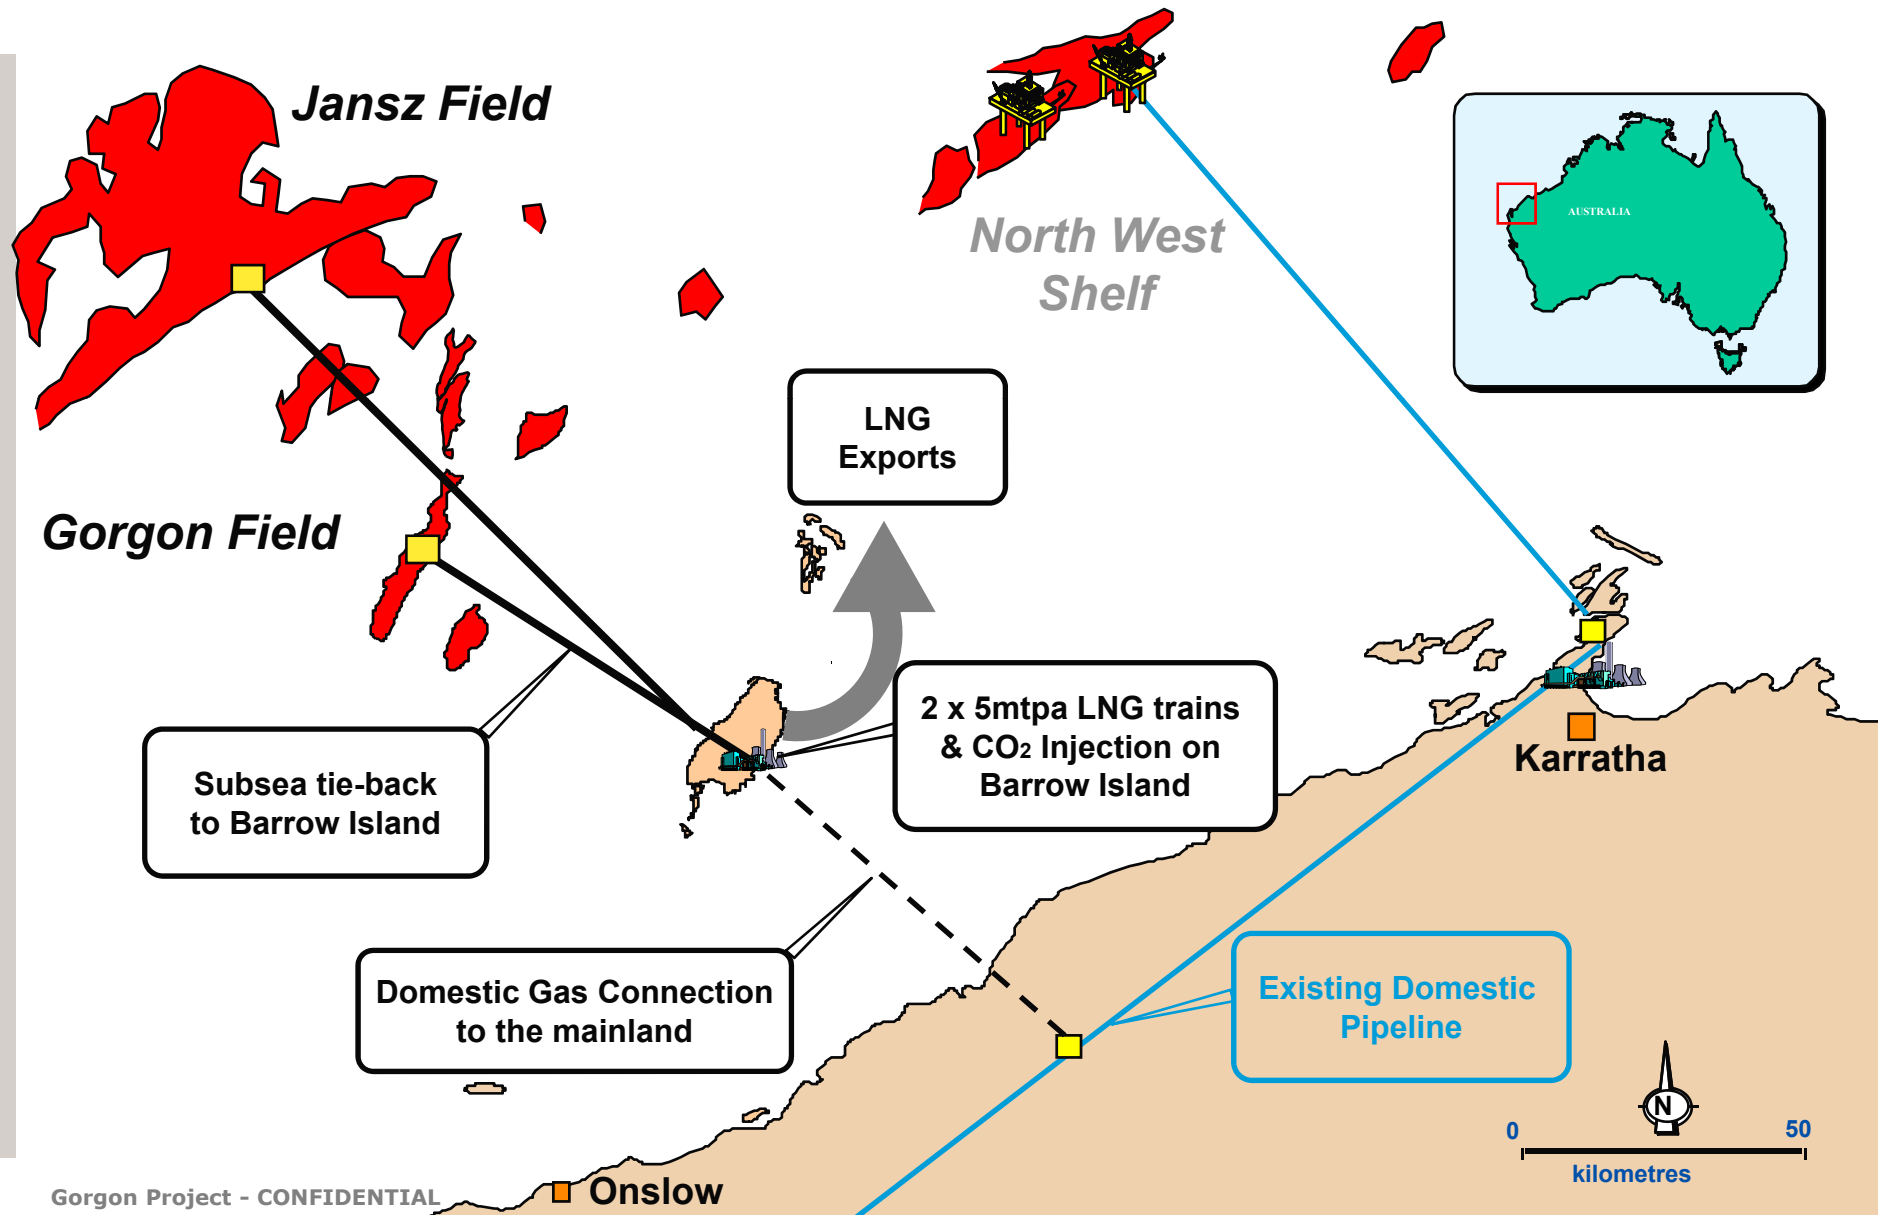 Jansz Field
North West
Shelf
AUSTRALIA
LNG
Exports
Gorgon Field
2 x 5mtpa LNG trains
& CO2 Injection on
Barrow Island
Karratha
Subsea tie-back
to Barrow Island
Domestic Gas Connection
to the mainland
Existing Domestic
Pipeline
N
0
50
kilometres
Onslow
Gorgon Project - CONFIDENTIAL